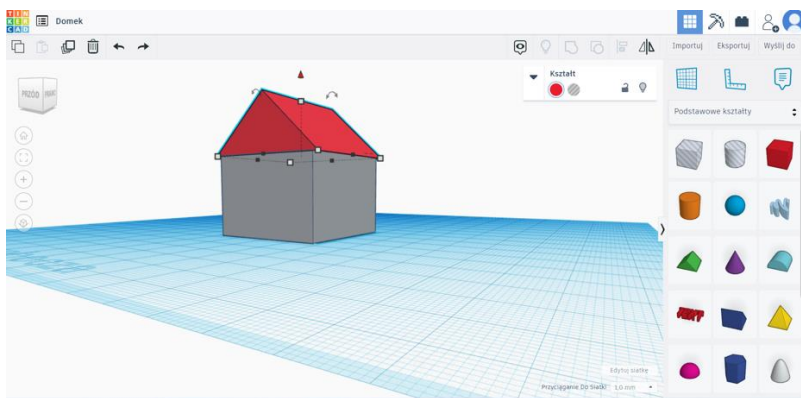 TIN
KER
CAD
Domek
Importuj Eksportuj Wyślij do
Kształt
PRZÓD
Podstawowe kształty
Edytuj siatkę
Przyciąganie Do Siatki 1,0 mm